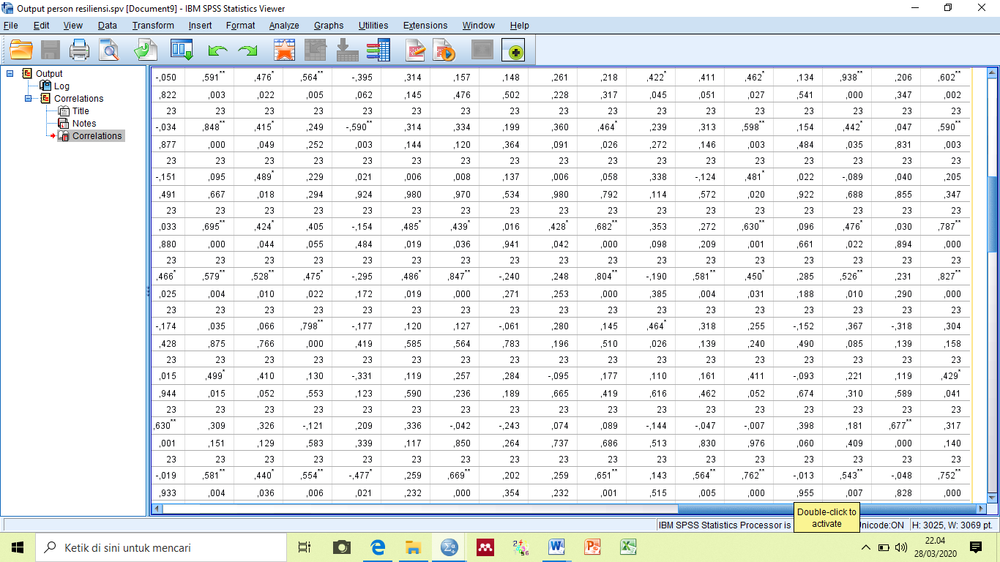 Output person resiliensi.spv [Document9] - IBM SPSS Statistics Viewer
File Edit View Data Transform Insert Format Analyze Graphs Utilities Extensions Window Help
Output
Log
Correlations
Title
Notes
Correlations
-,050 ,591** ,476* ,564** -,395 ,314 ,157 ,148 ,261 ,218 ,422* ,411 ,462* ,134 ,938** ,206 ,602**
,822 ,003 ,022 ,005 ,062 ,145 ,476 ,502 ,228 ,317 ,045 ,051 ,027 ,541 ,000 ,347 ,002
23 23 23 23 23 23 23 23 23 23 23 23 23 23 23 23 23
-,034 ,848** ,415* ,249 -,590** ,314 ,334 ,199 ,360 ,464* ,239 ,313 ,598** ,154 ,442* ,047 ,590**
,877 ,000 ,049 ,252 ,003 ,144 ,120 ,364 ,091 ,026 ,272 ,146 ,003 ,484 ,035 ,831 ,003
23 23 23 23 23 23 23 23 23 23 23 23 23 23 23 23 23
-,151 ,095 ,489* ,229 ,021 ,006 ,008 ,137 ,006 ,058 ,338 -,124 ,481* ,022 -,089 ,040 ,205
,491 ,667 ,018 ,294 ,924 ,980 ,970 ,534 ,980 ,792 ,114 ,572 ,020 ,922 ,688 ,855 ,347
23 23 23 23 23 23 23 23 23 23 23 23 23 23 23 23 23
,033 ,695** ,424* ,405 -,154 ,485* ,439* ,016 ,428* ,682** ,353 ,272 ,630** ,096 ,476* ,030 ,787**
,880 ,000 ,044 ,055 ,484 ,019 ,036 ,941 ,042 ,000 ,098 ,209 ,001 ,661 ,022 ,894 ,000
23 23 23 23 23 23 23 23 23 23 23 23 23 23 23 23 23
,466* ,579** ,528** ,475* -,295 ,486* ,847** -,240 ,248 ,804** -,190 ,581** ,450* ,285 ,526** ,231 ,827**
,025 ,004 ,010 ,022 ,172 ,019 ,000 ,271 ,253 ,000 ,385 ,004 ,031 ,188 ,010 ,290 ,000
23 23 23 23 23 23 23 23 23 23 23 23 23 23 23 23 23
-,174 ,035 ,066 ,798** -,177 ,120 ,127 -,061 ,280 ,145 ,464* ,318 ,255 -,152 ,367 -,318 ,304
,428 ,875 ,766 ,000 ,419 ,585 ,564 ,783 ,196 ,510 ,026 ,139 ,240 ,490 ,085 ,139 ,158
23 23 23 23 23 23 23 23 23 23 23 23 23 23 23 23 23
,015 ,499* ,410 ,130 -,331 ,119 ,257 ,284 -,095 ,177 ,110 ,161 ,411 -,093 ,221 ,119 ,429*
,944 ,015 ,052 ,553 ,123 ,590 ,236 ,189 ,665 ,419 ,616 ,462 ,052 ,674 ,310 ,589 ,041
23 23 23 23 23 23 23 23 23 23 23 23 23 23 23 23 23
,630** ,309 ,326 -,121 ,209 ,336 -,042 -,243 ,074 ,089 -,144 -,047 -,007 ,398 ,181 ,677** ,317
,001 ,151 ,129 ,583 ,339 ,117 ,850 ,264 ,737 ,686 ,513 ,830 ,976 ,060 ,409 ,000 ,140
23 23 23 23 23 23 23 23 23 23 23 23 23 23 23 23 23
-,019 ,581** ,440* ,554** -,477* ,259 ,669** ,202 ,259 ,651** ,143 ,564** ,762** -,013 ,543** -,048 ,752**
,933 ,004 ,036 ,006 ,021 ,232 ,000 ,354 ,232 ,001 ,515 ,005 ,000 ,955 ,007 ,828 ,000
Double-click to
activate
IBM SPSS Statistics Processor is Unicode:ON H: 3025, W: 3069 pt.
Ketik di sini untuk mencari
22.04
28/03/2020